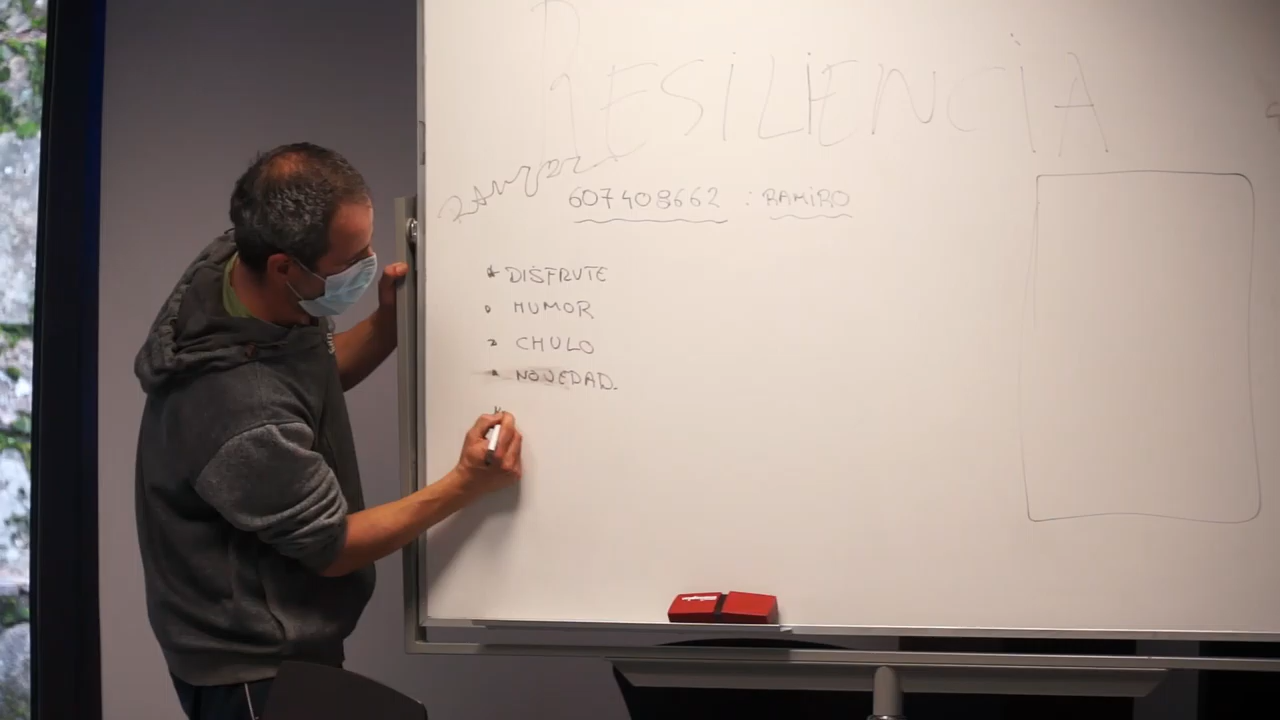 RESILIENCIA
607408662 : RAMIRO
* DISFRUTE
• HUMOR
• CHULO
• NOVEDAD.